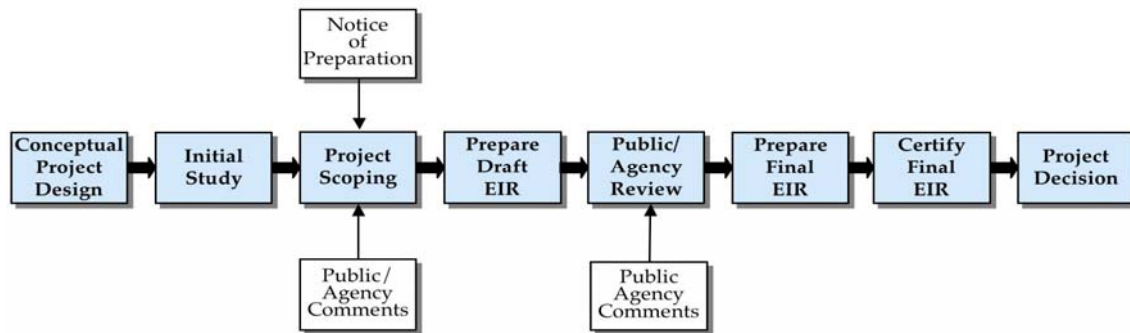 Notice
of
Preparation
Conceptual
Project
Design
Initial
Study
Project
Scoping
Prepare
Draft
EIR
Public/
Agency
Review
Prepare
Final
EIR
Certify
Final
EIR
Project
Decision
Public/
Agency
Comments
Public
Agency
Comments